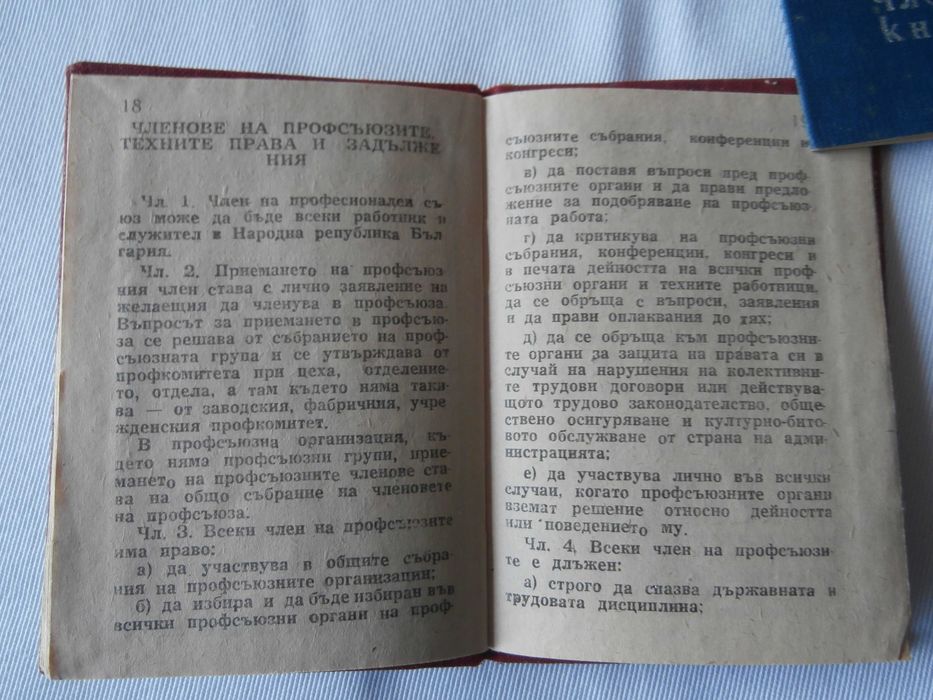 18
ЧЛЕНОВЕ НА ПРОФСЪЮЗИТЕ,
ТЕХНИТЕ ПРАВА И ЗАДЪЛЖЕ
НИЯ
Чл. 1. Член на професионален съ
юз може да бъде всеки работник и
служител в Народна република Бъл
гария.
Чл. 2. Приемането на профсъюз
ния член става с лично заявление на
желаещия да членува в профсъюза.
Въпросът за приемането в профсъю-
за се решава от събранието на проф-
съюзната група и се утвърждава от
профкомитета при цеха, отделение-
то, отдела, а там където няма така-
ва — от заводския, фабричния, учре
жденския профкомитет.
В профсъюзна организация, къ-
дето няма профсъюзни групи, прие-
мането на профсъюзните членове ста-
ва на общо събрание на членовете
на профсъюза.
Чл. 3. Всеки член на профсъюзите
има право:
а) да участвува в общите събра-
ния на профсъюзните организации;
б) да избира и да бъде избиран във
всички профсъюзни органи на проф-
19
съюзните събрания, конференции и
конгреси;
в) да поставя въпроси пред проф-
съюзните органи и да прави предло-
жение за подобряване на профсъюз-
ната работа;
г) да критикува на профсъюзни
събрания, конференции, конгреси и
в печата дейността на всички проф-
съюзни органи и техните работници,
да се обръща с въпроси, заявления
и да прави оплаквания до тях;
д) да се обръща към профсъюзни-
те органи за защита на правата си в
случай на нарушения на колективни-
те трудови договори или действува-
щото трудово законодателство, обще-
ствено осигуряване и културно-бито-
вото обслужване от страна на адми-
нистрацията;
е) да участвува лично във всички
случаи, когато профсъюзните органи
вземат решение относно дейността
или поведението му.
Чл. 4, Всеки член на профсъюзи-
те е длъжен:
а) строго да спазва държавната и
трудовата дисциплина;